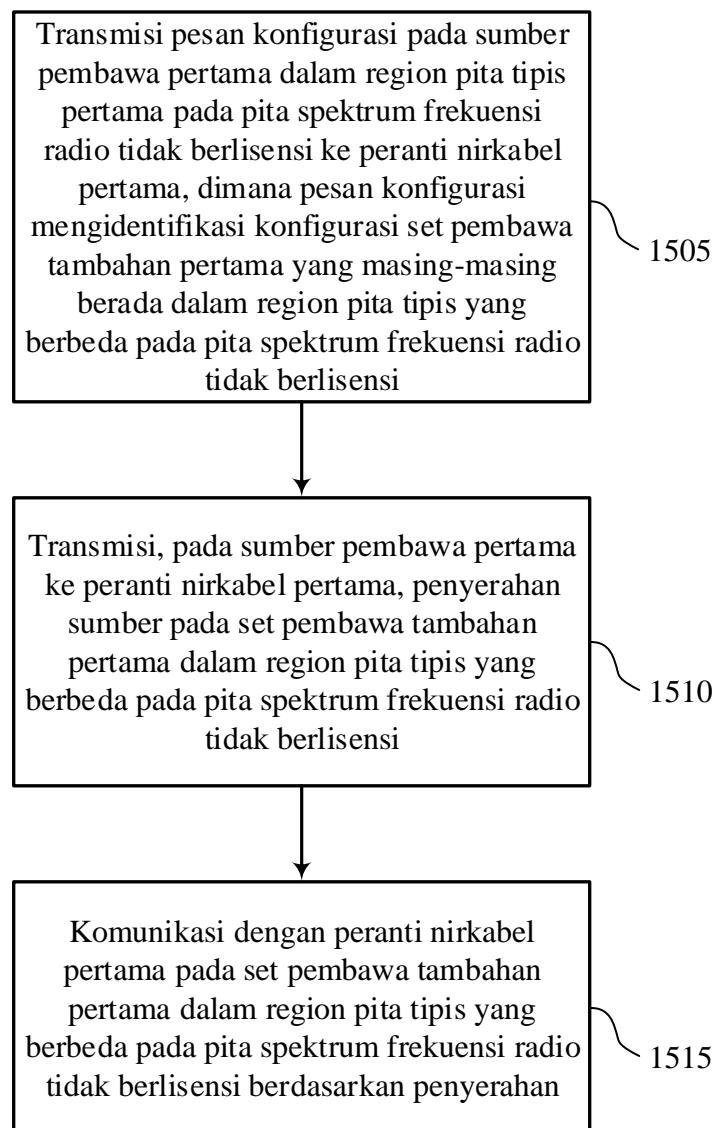 Transmisi pesan konfigurasi pada sumber
pembawa pertama dalam region pita tipis
pertama pada pita spektrum frekuensi
radio tidak berlisensi ke peranti nirkabel
pertama, dimana pesan konfigurasi
mengidentifikasi konfigurasi set pembawa
tambahan pertama yang masing-masing
berada dalam region pita tipis yang
berbeda pada pita spektrum frekuensi radio
tidak berlisensi
1505
Transmisi, pada sumber pembawa pertama
ke peranti nirkabel pertama, penyerahan
sumber pada set pembawa tambahan
pertama dalam region pita tipis yang
berbeda pada pita spektrum frekuensi radio
tidak berlisensi
1510
Komunikasi dengan peranti nirkabel
pertama pada set pembawa tambahan
pertama dalam region pita tipis yang
berbeda pada pita spektrum frekuensi radio
tidak berlisensi berdasarkan penyerahan
1515